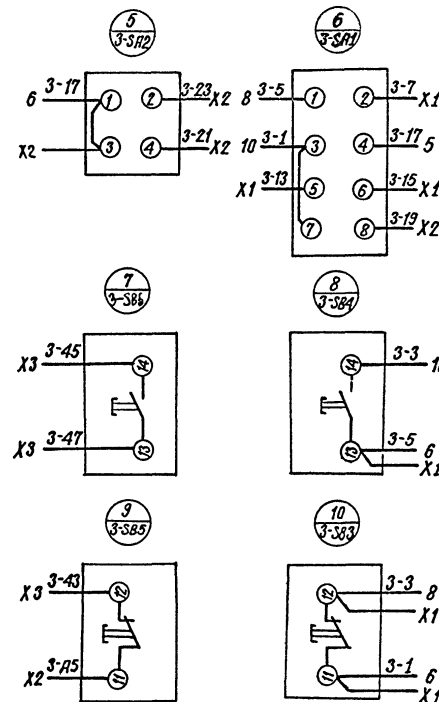 5
3-SA2
6 3-17 1 2 3-23 X2
X2 3 4 3-21 X2
6
3-SA1
8 3-5 1 2 3-7 X1
10 3-1 3 4 3-17 5
X1 3-13 5 6 3-15 X1
7 8 3-19 X2
7
3-SB6
X3 3-45 14
X3 3-47 13
8
3-SB4
14 3-3
13 3-5 6
X1
9
3-SB5
X3 3-43 12
X2 3-A5 11
10
3-SB3
12 3-3 8
X1
11 3-1 6
X1